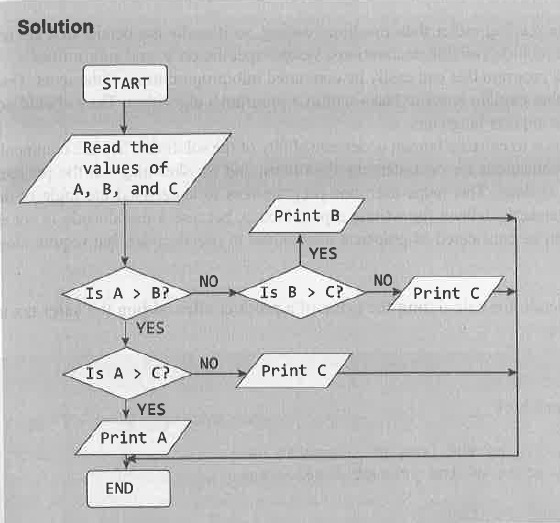 Solution
START
Read the
values of
A, B, and C
Print B
YES
Is A > B?
NO
Is B > C?
NO
Print C
YES
Is A > C?
NO
Print C
YES
Print A
END